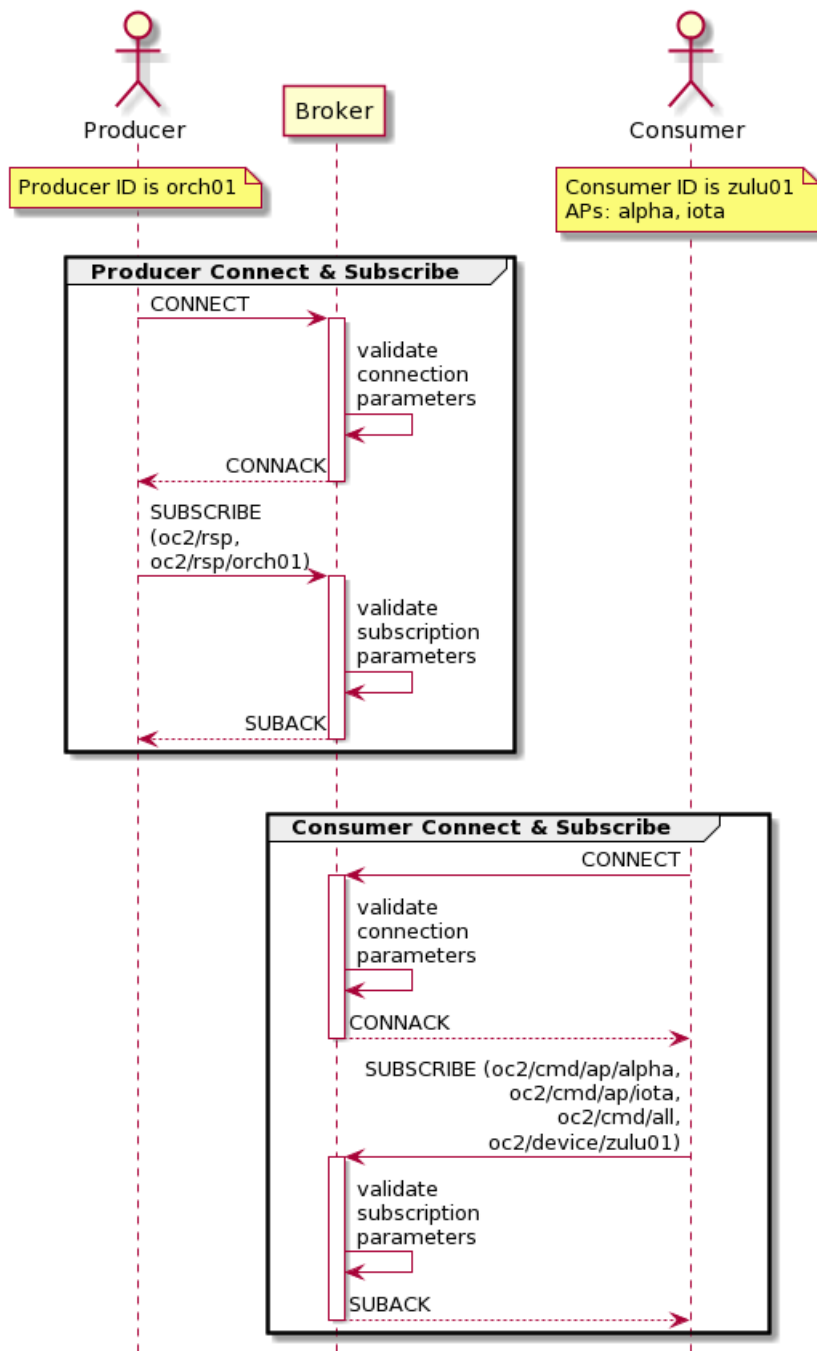 Producer
Broker
Consumer
Producer ID is orch01
Consumer ID is zulu01
APs: alpha, iota
Producer Connect & Subscribe
CONNECT
validate
connection
parameters
CONNACK
SUBSCRIBE
(oc2/rsp,
oc2/rsp/orch01)
validate
subscription
parameters
SUBACK
Consumer Connect & Subscribe
CONNECT
validate
connection
parameters
CONNACK
SUBSCRIBE (oc2/cmd/ap/alpha,
oc2/cmd/ap/iota,
oc2/cmd/all,
oc2/device/zulu01)
validate
subscription
parameters
SUBACK